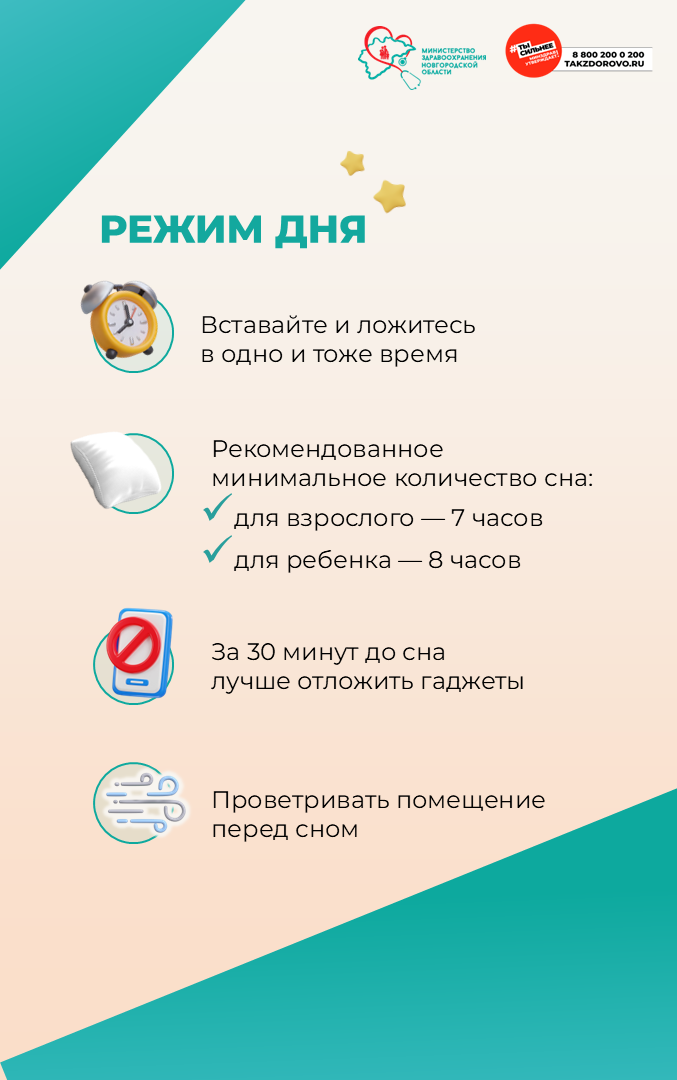 МИНИСТЕРСТВО
ЗДРАВООХРАНЕНИЯ
НОВГОРОДСКОЙ
ОБЛАСТИ
#ТЫ
СИЛЬНЕЕ
МИНЗДРАВ
УТВЕРЖДАЕТ!
8 800 200 0 200
TAKZDOROVO.RU
РЕЖИМ ДНЯ
Вставайте и ложитесь
в одно и тоже время
Рекомендованное
минимальное количество сна:
для взрослого — 7 часов
для ребенка — 8 часов
За 30 минут до сна
лучше отложить гаджеты
Проветривать помещение
перед сном